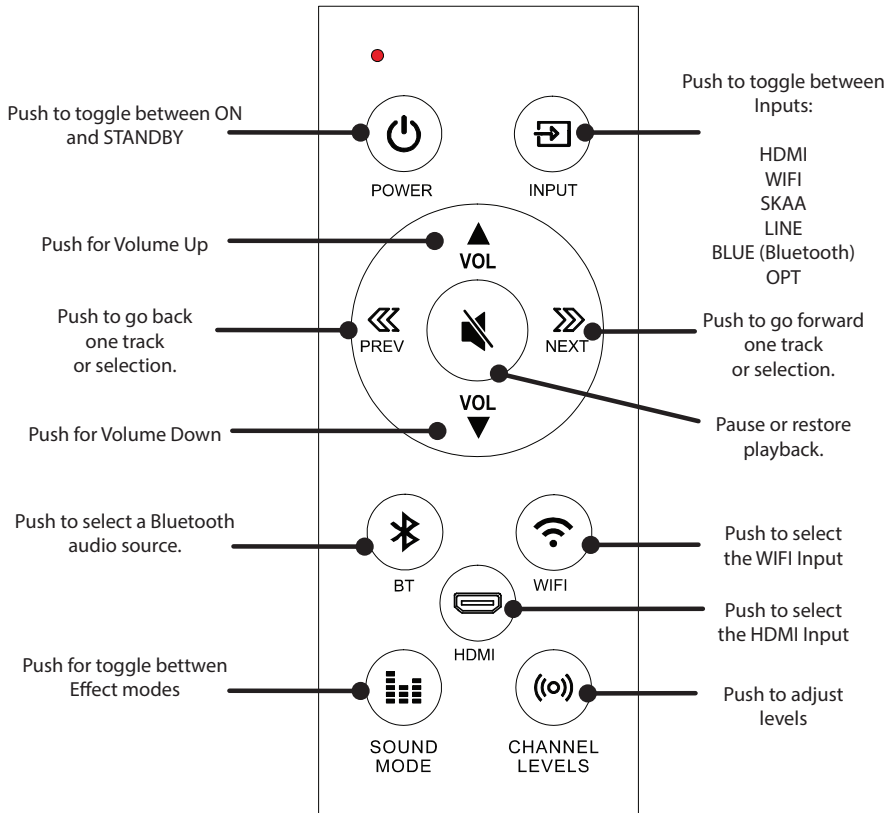 Push to toggle between ON
and STANDBY
POWER
INPUT
Push to toggle between
Inputs:
HDMI
WIFI
SKAA
LINE
BLUE (Bluetooth)
OPT
Push for Volume Up
VOL
Push to go back
one track
or selection.
PREV
NEXT
Push to go forward
one track
or selection.
VOL
Push for Volume Down
Pause or restore
playback.
Push to select a Bluetooth
audio source.
BT
WIFI
Push to select
the WIFI Input
HDMI
Push to select
the HDMI Input
Push for toggle bettwen
Effect modes
SOUND
MODE
CHANNEL
LEVELS
Push to adjust
levels